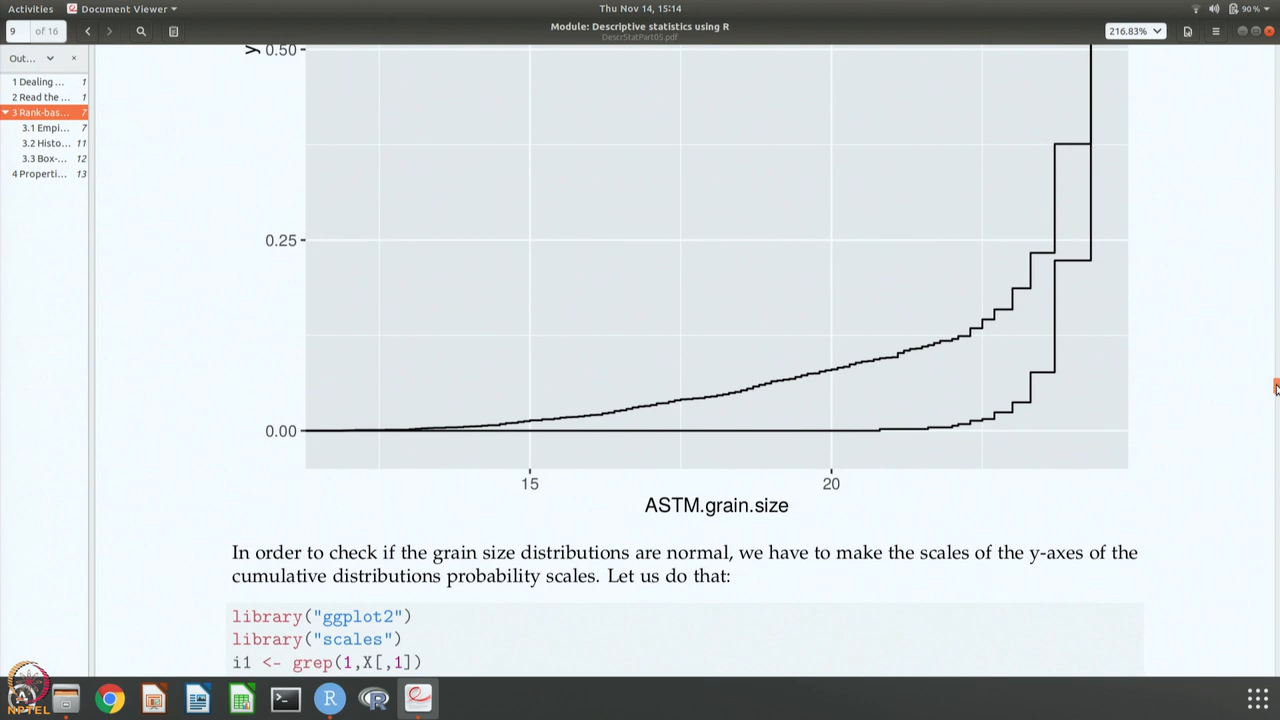 Activities
Document Viewer
Thu Nov 14, 15:14
90 %
9
of 16
Module: Descriptive statistics using R
DescrStatPart05.pdf
216.83%
Out...
1 Dealing ... 1
2 Read the ... 1
3 Rank-bas... 7
3.1 Empi... 7
3.2 Histo... 11
3.3 Box-... 12
4 Properti... 13
y
0.50
0.25
0.00
15
20
ASTM.grain.size
In order to check if the grain size distributions are normal, we have to make the scales of the y-axes of the
cumulative distributions probability scales. Let us do that:
library("ggplot2")
library("scales")
i1 <- grep(1,X[,1])
R
R
NPTEL